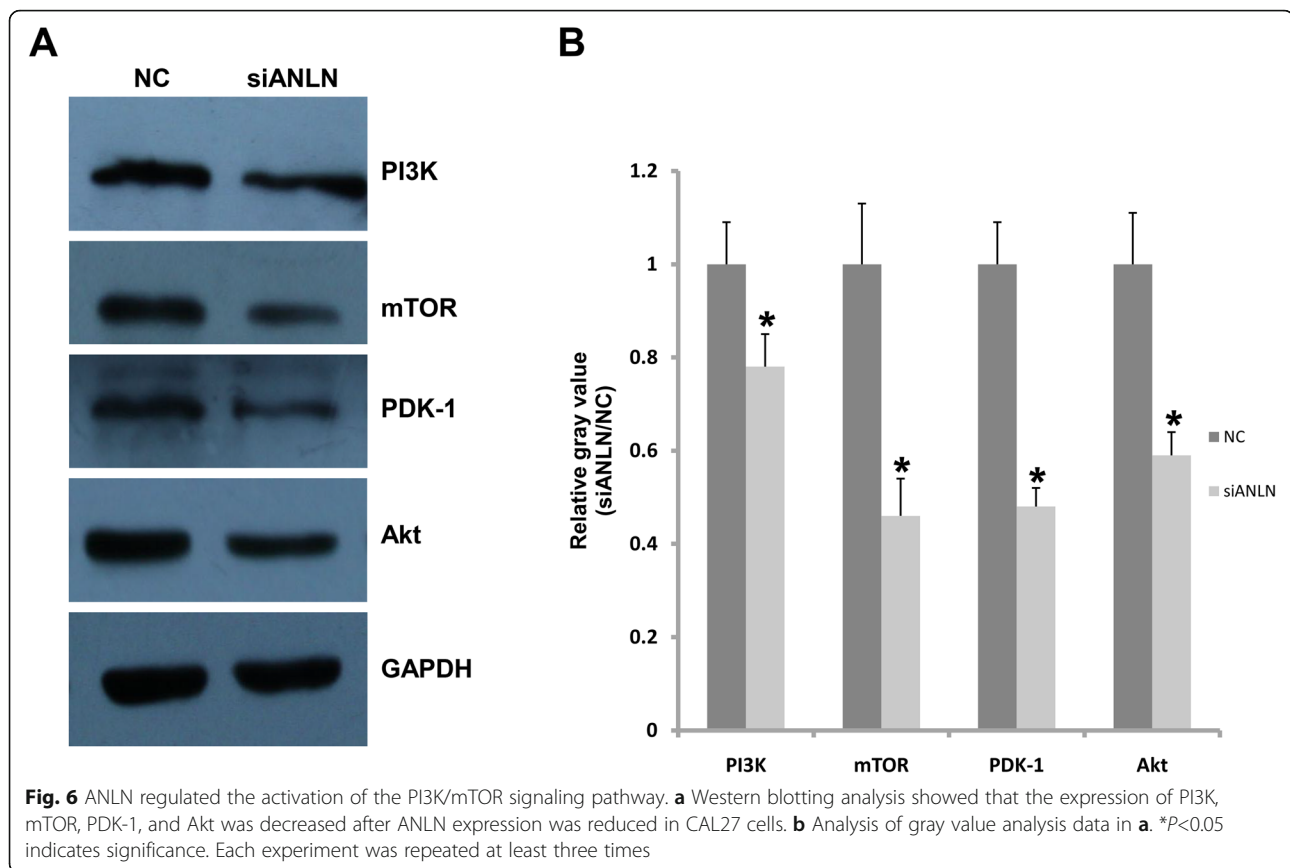 A
NC siANLN
PI3K
mTOR
PDK-1
Akt
GAPDH
B
Relative gray value
(siANLN/NC)
1.2
1
0.8
0.6
0.4
0.2
0
*
*
*
*
PI3K mTOR PDK-1 Akt
NC
siANLN
Fig. 6 ANLN regulated the activation of the PI3K/mTOR signaling pathway. a Western blotting analysis showed that the expression of PI3K,
mTOR, PDK-1, and Akt was decreased after ANLN expression was reduced in CAL27 cells. b Analysis of gray value analysis data in a. *P<0.05
indicates significance. Each experiment was repeated at least three times